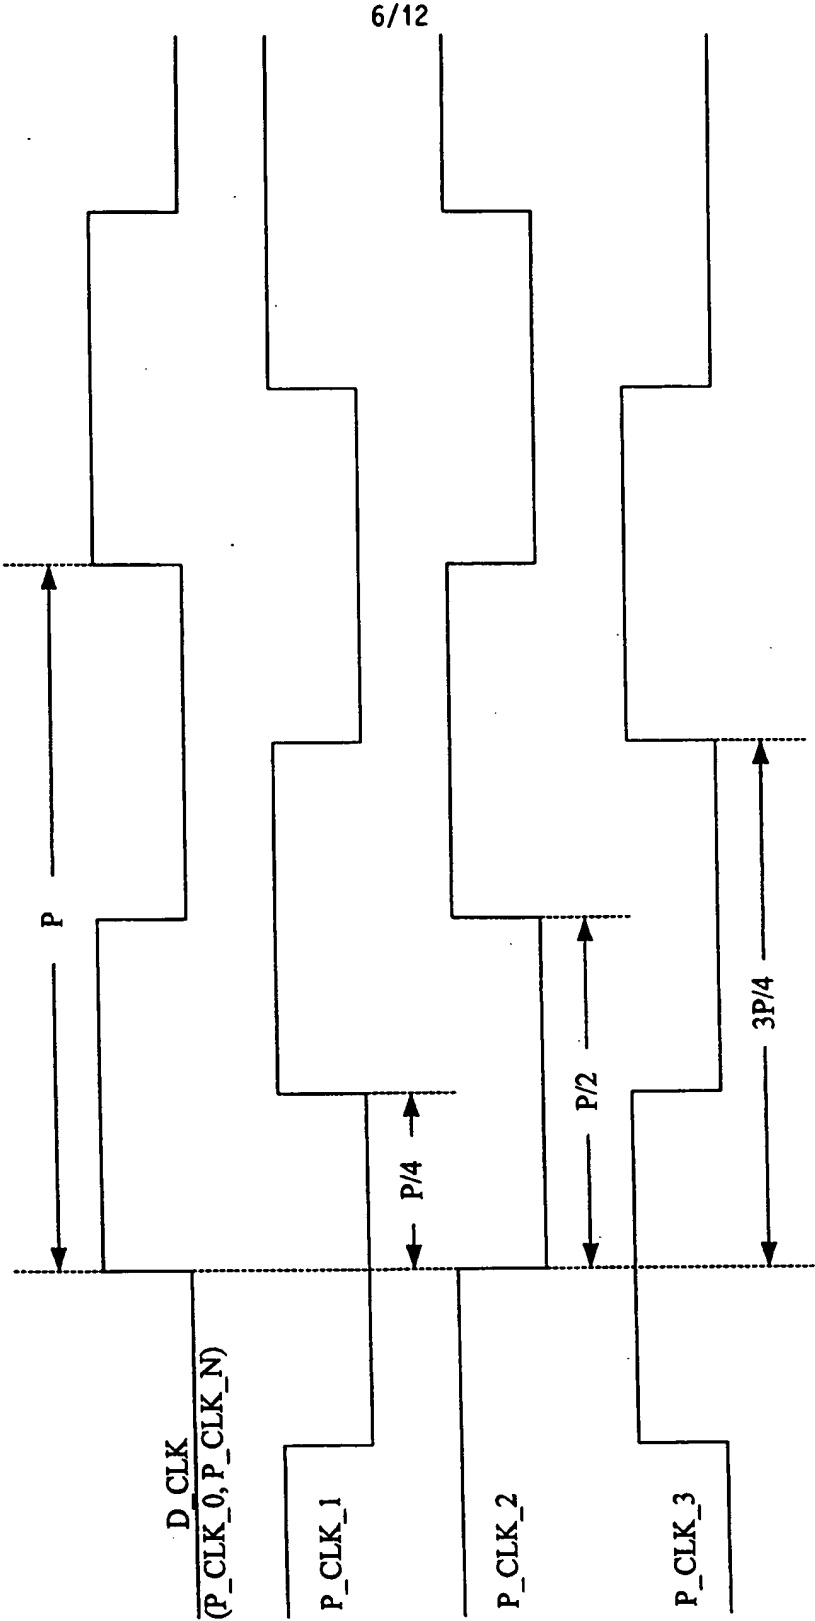 6/12
P
D_CLK
(P_CLK_0, P_CLK_N)
P_CLK_1
P/4
P_CLK_2
P/2
P_CLK_3
3P/4